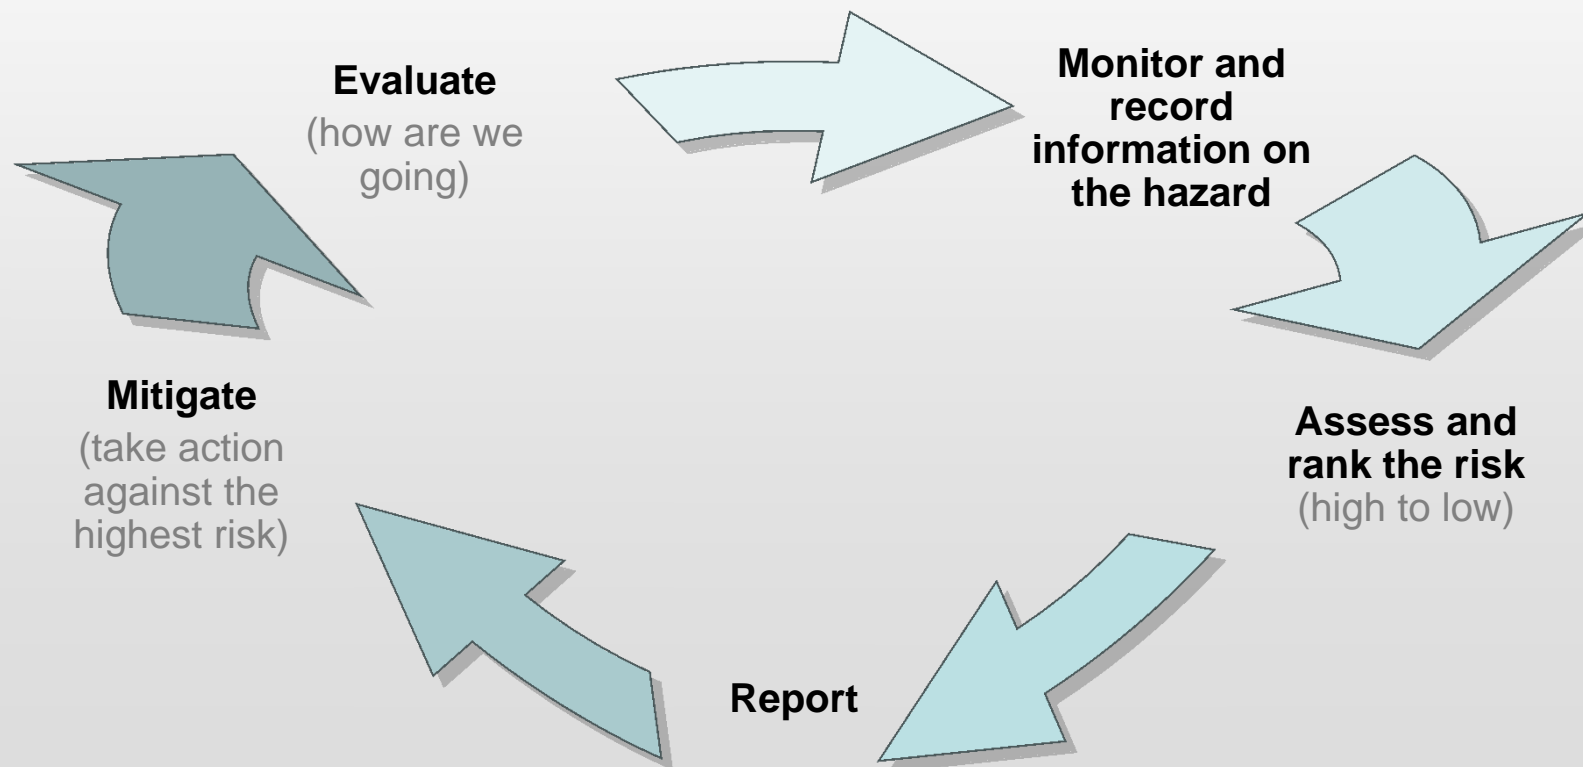 Evaluate
(how are we
going)
Monitor and
record
information on
the hazard
Assess and
rank the risk
(high to low)
Report
Mitigate
(take action
against the
highest risk)